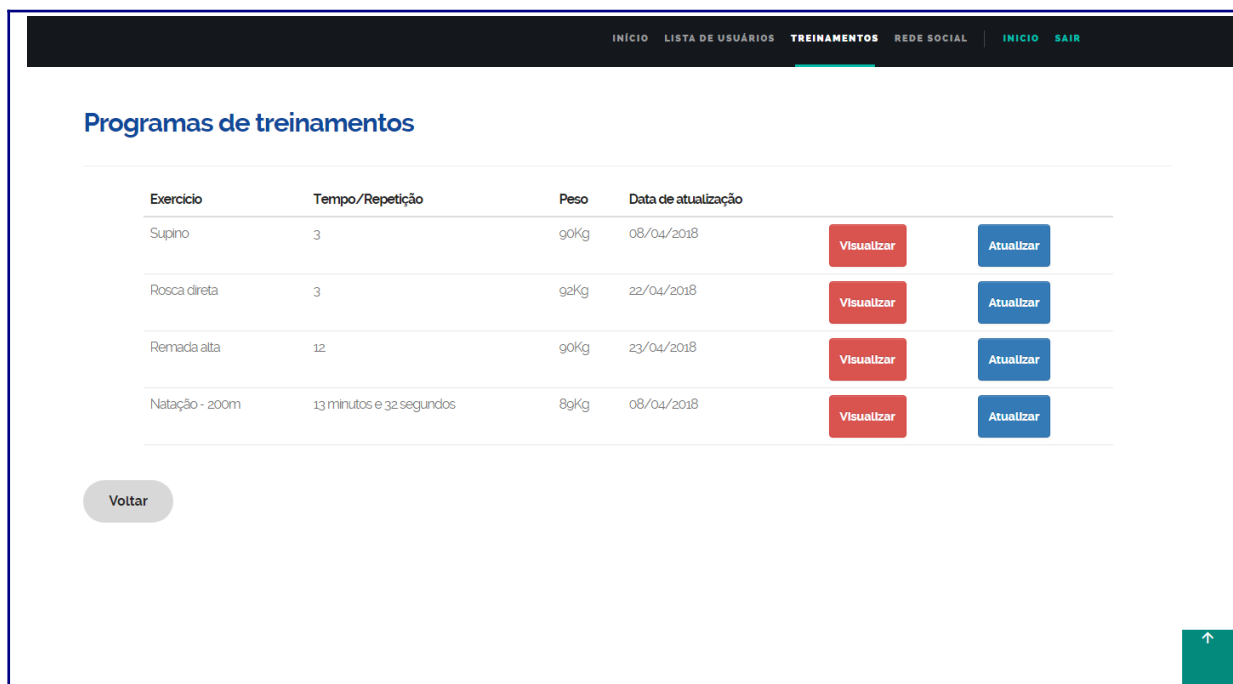 INÍCIO LISTA DE USUÁRIOS TREINAMENTOS REDE SOCIAL INICIO SAIR
Programas de treinamentos
Exercício Tempo/Repetição Peso Data de atualização
Supino 3 90Kg 08/04/2018 Visualizar Atualizar
Rosca direta 3 92Kg 22/04/2018 Visualizar Atualizar
Remada alta 12 90Kg 23/04/2018 Visualizar Atualizar
Natação - 200m 13 minutos e 32 segundos 89Kg 08/04/2018 Visualizar Atualizar
Voltar